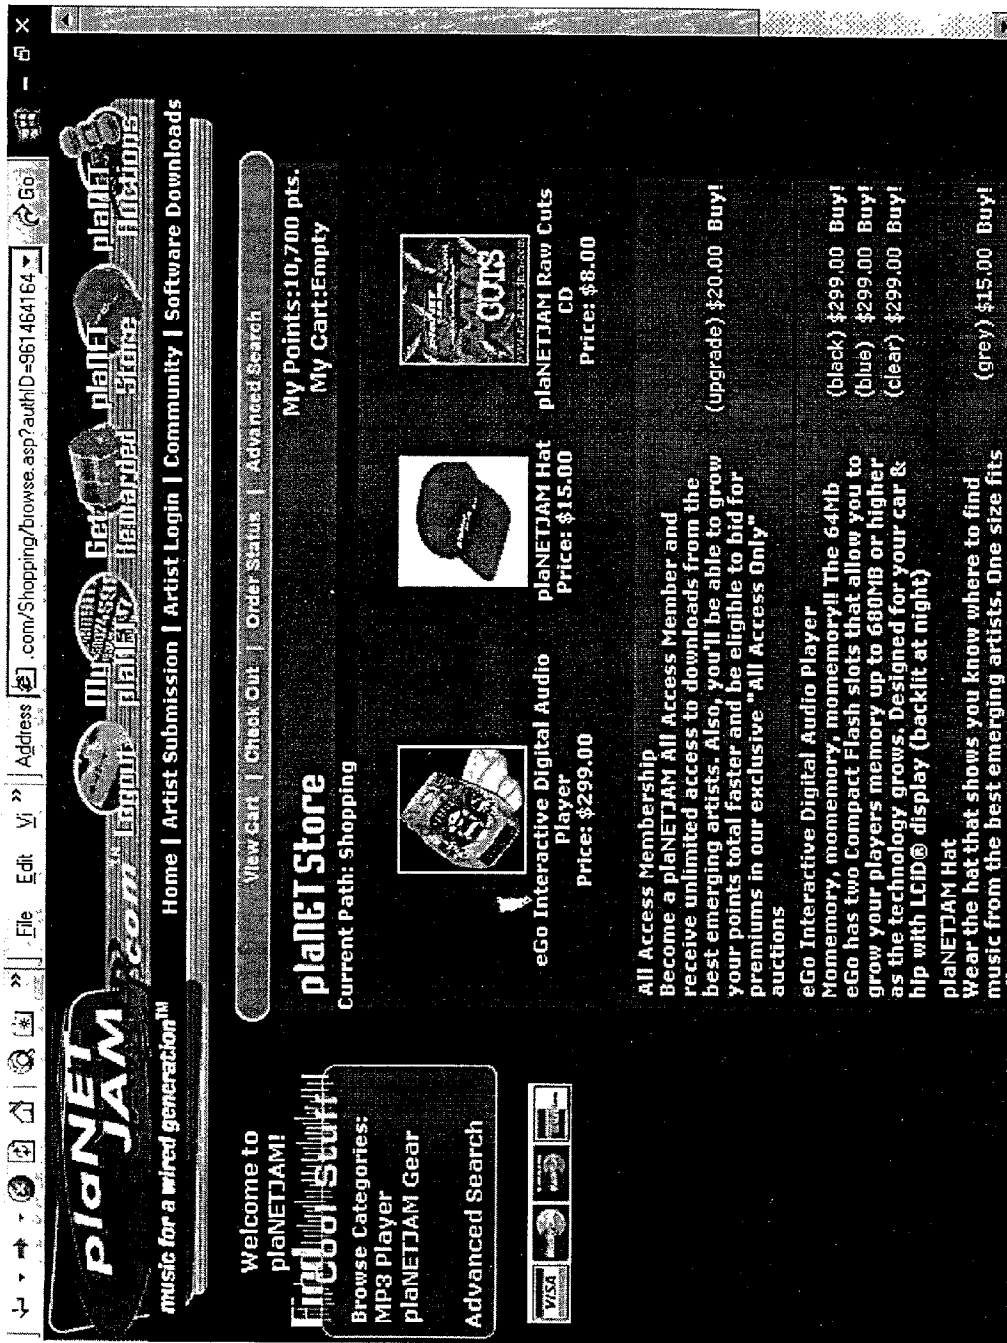 File Edit Vi » Address .com/Shopping/browse.asp?authID=961464164 Go
plaNET
JAM
.com
music for a wired generation™
Logout
My
plaNET
Get
Rewarded
plaNET
Store
plaNET
Auctions
Home | Artist Submission | Artist Login | Community | Software Downloads
Welcome to
plaNETJAM!
Find
cool stuff
Browse Categories:
MP3 Player
plaNETJAM Gear
Advanced Search
VISA
View Cart | Check Out | Order Status | Advanced Search
plaNETStore
My Points:10,700 pts.
Current Path: Shopping
My Cart:Empty
eGo Interactive Digital Audio
Player
Price: $299.00
plaNETJAM Hat
Price: $15.00
CUTS
plaNETJAM Raw Cuts
CD
Price: $8.00
All Access Membership
Become a plaNETJAM All Access Member and
receive unlimited access to downloads from the
best emerging artists. Also, you'll be able to grow (upgrade) $20.00 Buy!
your points total faster and be eligible to bid for
premiums in our exclusive "All Access Only"
auctions
eGo Interactive Digital Audio Player
Momemory, momemory, momemory!! The 64Mb (black) $299.00 Buy!
eGo has two Compact Flash slots that allow you to (blue) $299.00 Buy!
grow your players memory up to 680MB or higher (clear) $299.00 Buy!
as the technology grows. Designed for your car &
hip with LCID® display (backlit at night)
plaNETJAM Hat
Wear the hat that shows you know where to find (grey) $15.00 Buy!
music from the best emerging artists. One size fits